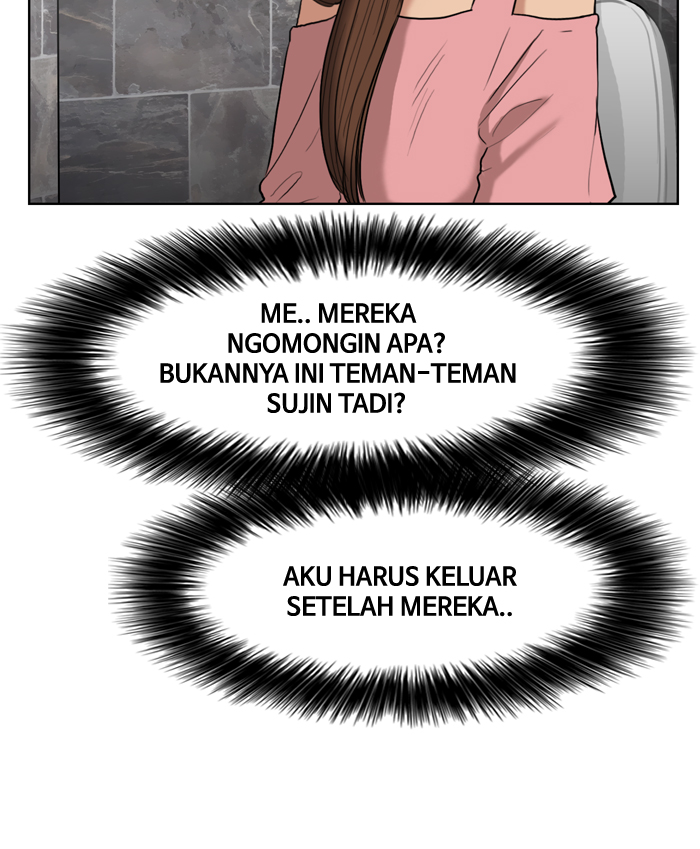 ME.. MEREKA
NGOMONGIN APA?
BUKANNYA INI TEMAN-TEMAN
SUJIN TADI?
AKU HARUS KELUAR
SETELAH MEREKA..